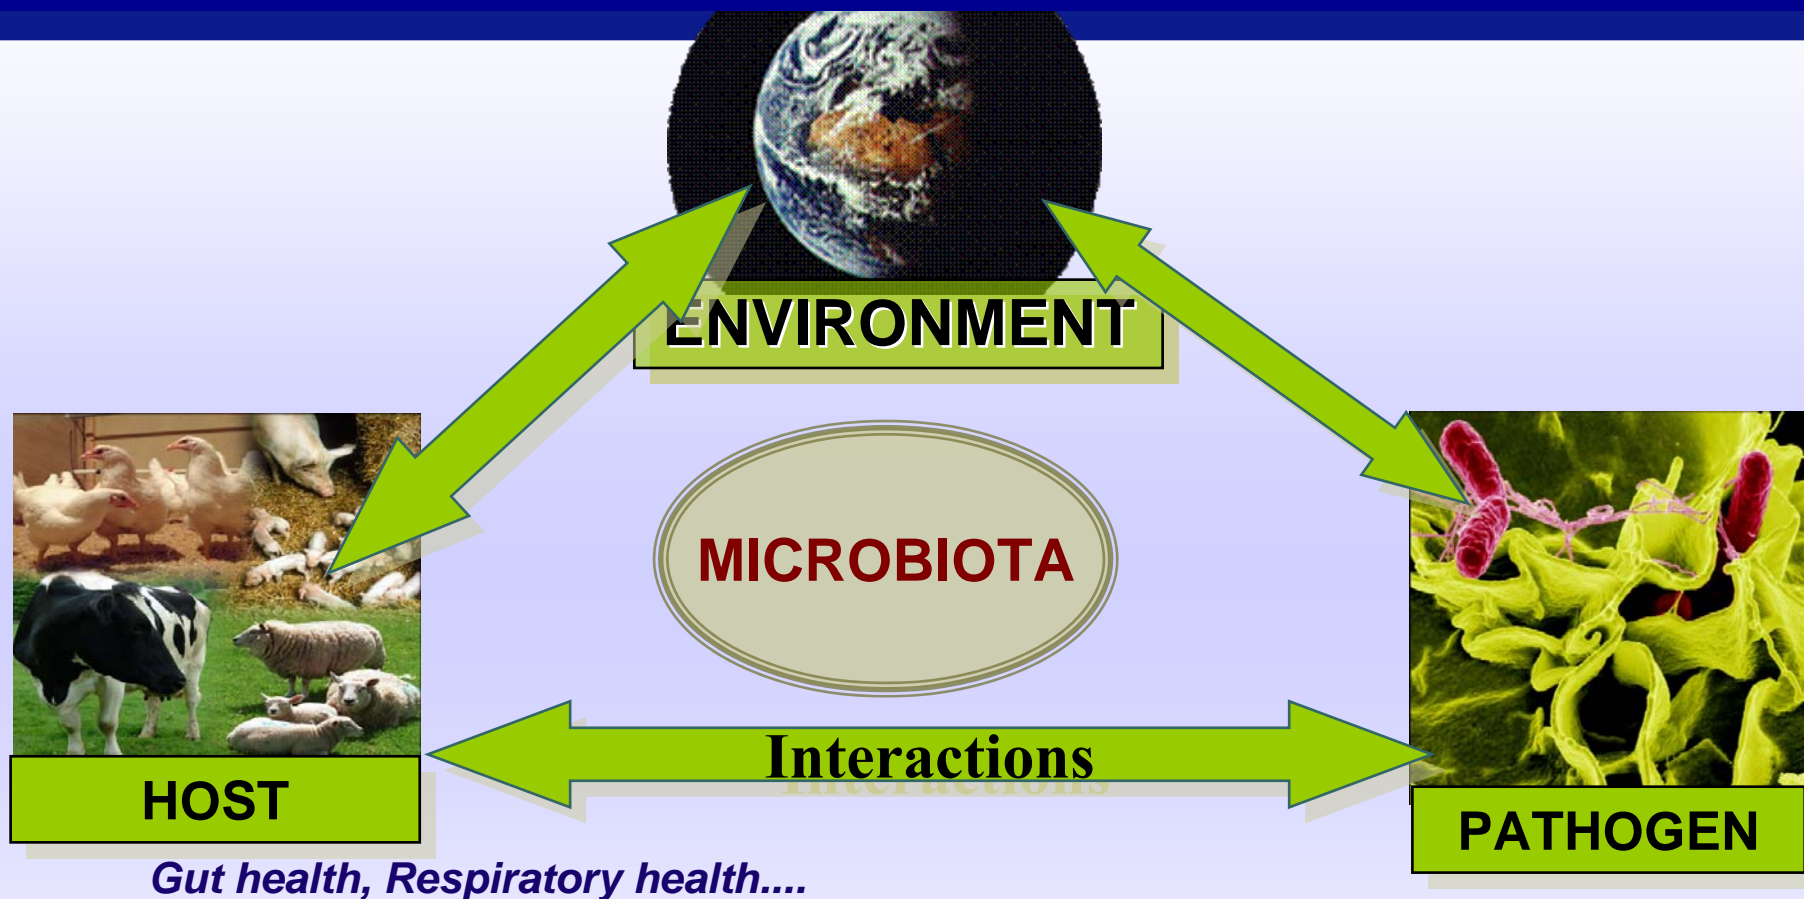 ENVIRONMENT
MICROBIOTA
Interactions
HOST
PATHOGEN
Gut health, Respiratory health....